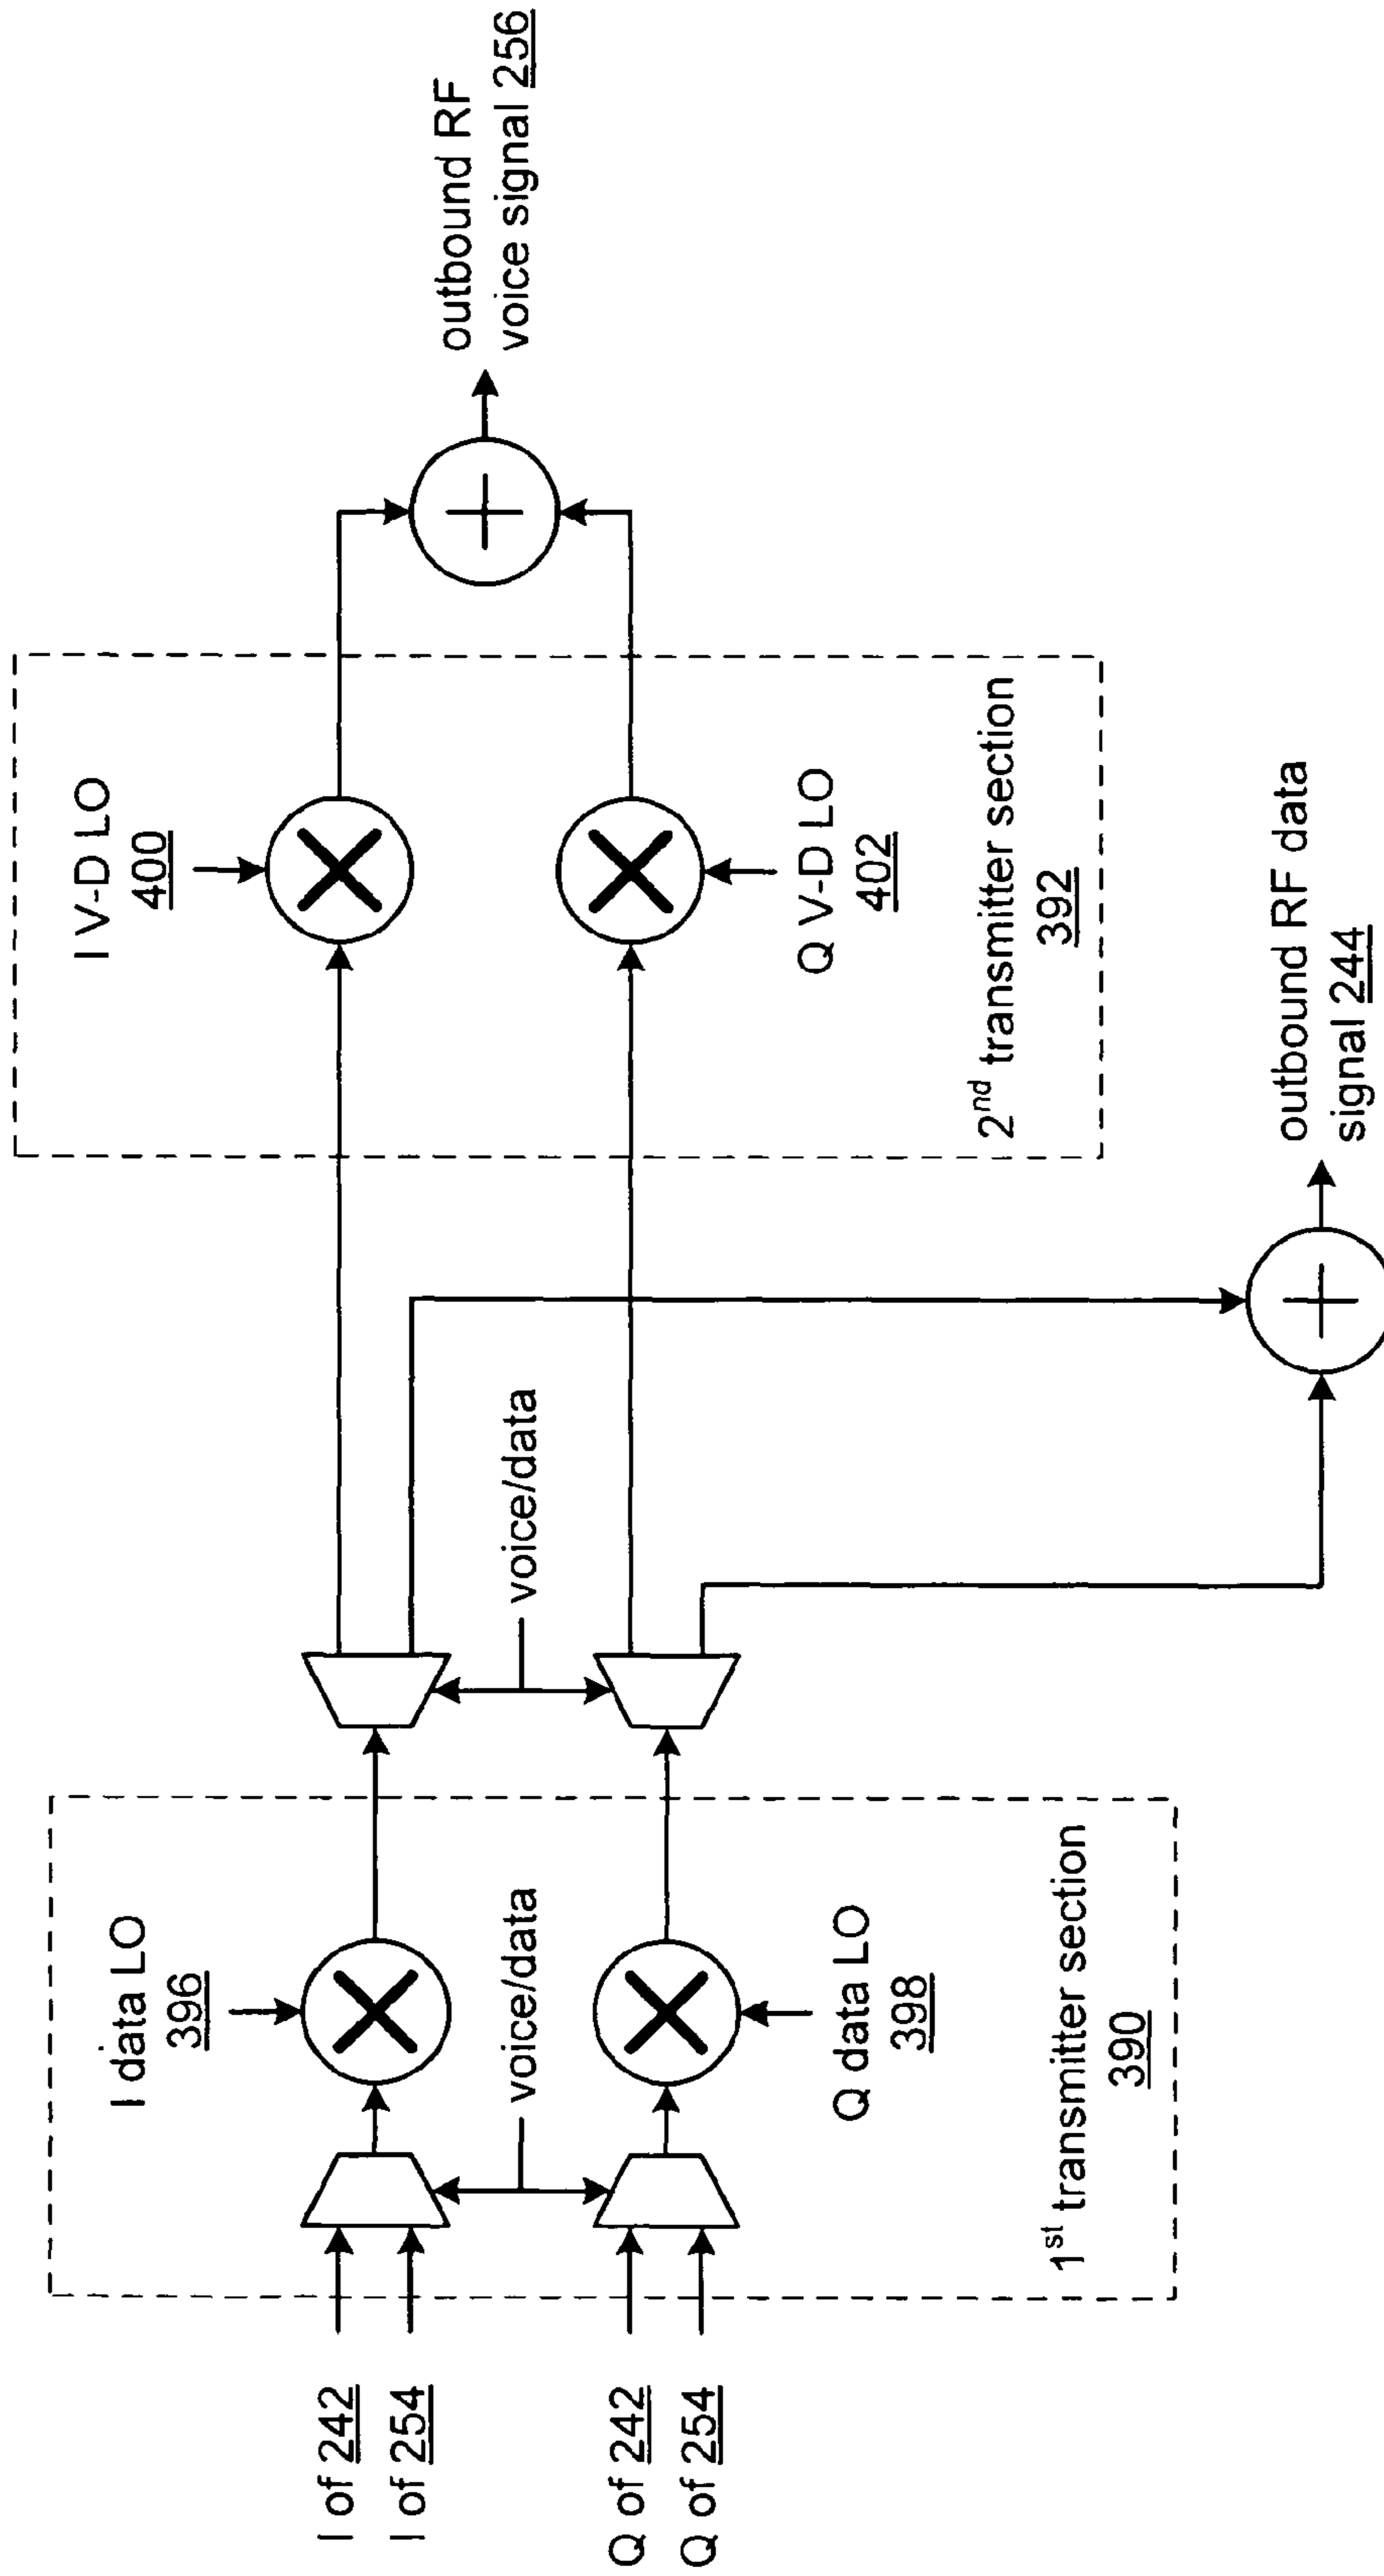 I of 242
I of 254
Q of 242
Q of 254
I data LO
396
voice/data
Q data LO
398
1st transmitter section
390
voice/data
I V-D LO
400
Q V-D LO
402
2nd transmitter section
392
outbound RF
voice signal 256
outbound RF data
signal 244